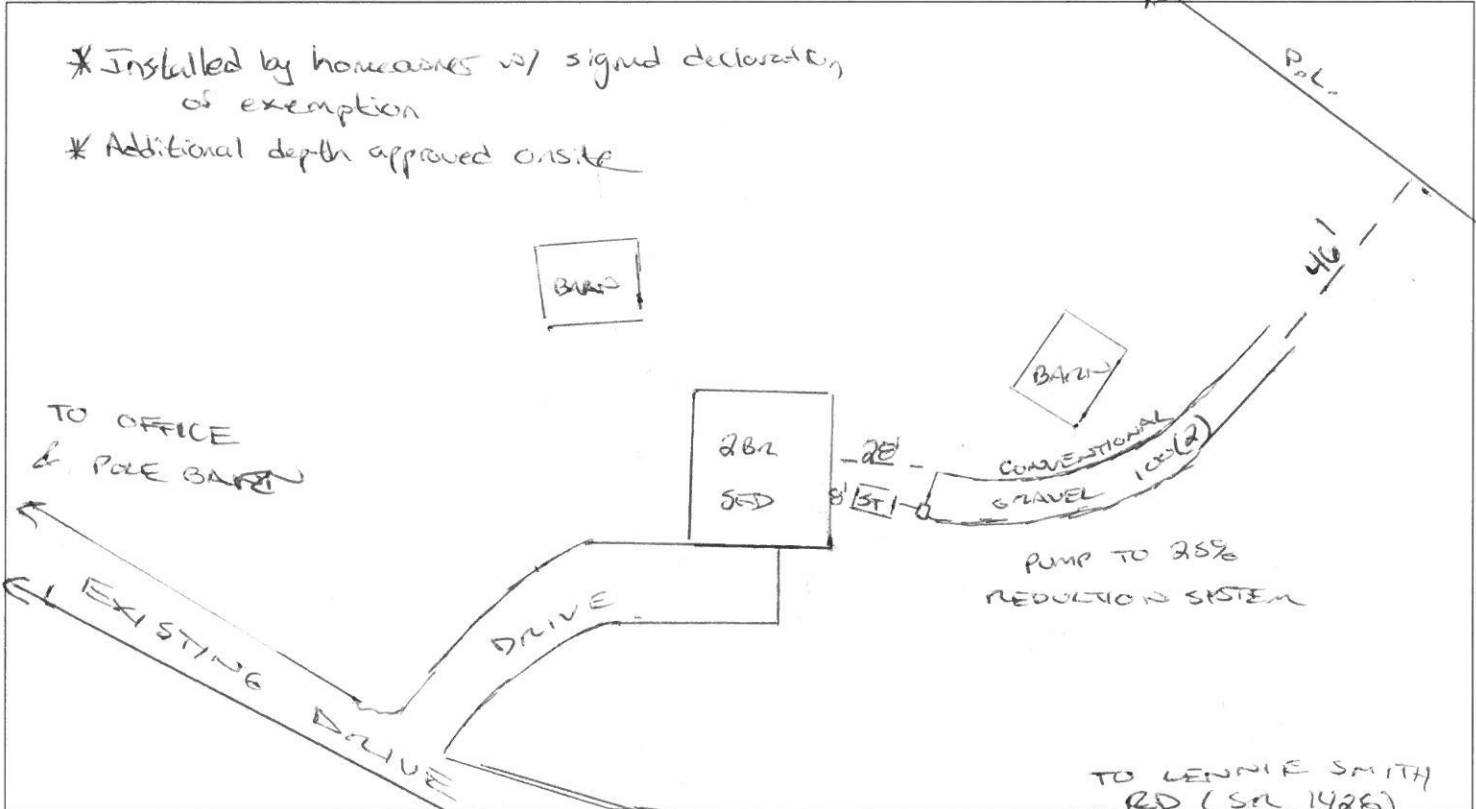 * Installed by homeowner w/ signed declaration
of exemption
* Additional depth approved onsite
P.L.
46'
BARN
BARN
TO OFFICE
& POLE BARN
2BR
SFD
28'
8' ST
CONVENTIONAL
GRAVEL 100(2)
PUMP TO 25%
REDUCTION SYSTEM
DRIVE
EXISTING DRIVE
TO LENNIE SMITH
RD (SR 1428)